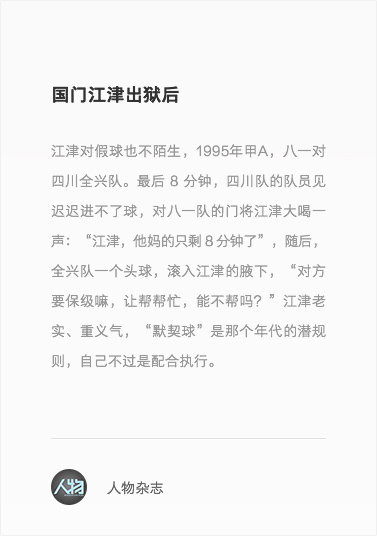 国门江津出狱后
江津对假球也不陌生，1995年甲A，八一对
四川全兴队。最后 8 分钟，四川队的队员见
迟迟进不了球，对八一队的门将江津大喝一
声：“江津，他妈的只剩8分钟了”，随后，
全兴队一个头球，滚入江津的腋下，“对方
要保级嘛，让帮帮忙，能不帮吗？”江津老
实、重义气，“默契球”是那个年代的潜规
则，自己不过是配合执行。
人物 人物杂志